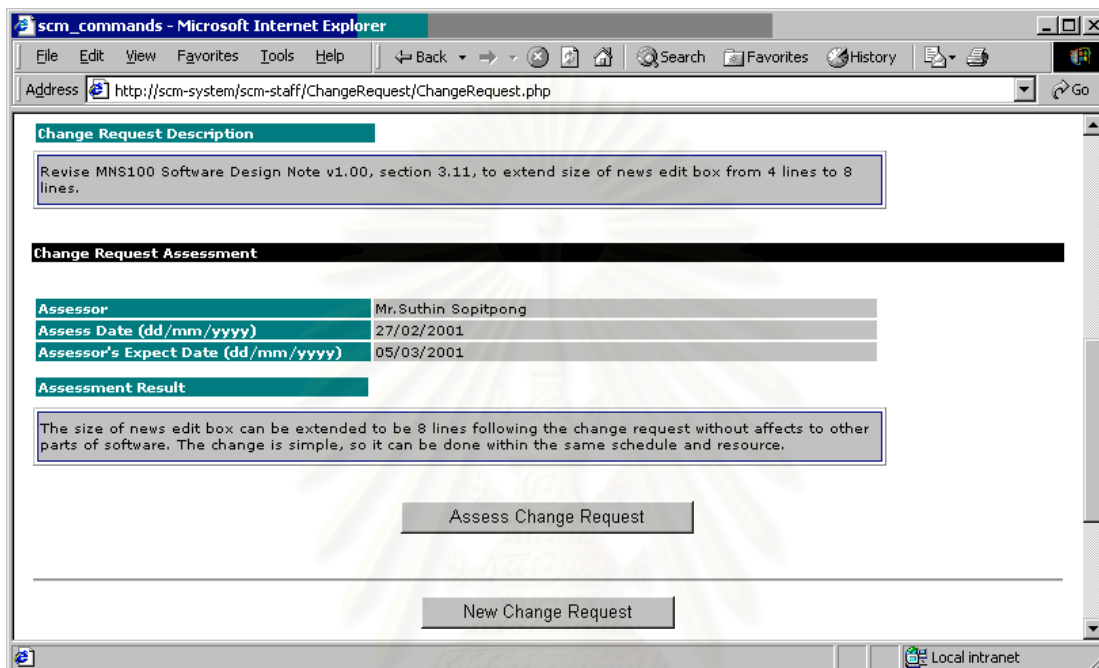 scm_commands - Microsoft Internet Explorer
File Edit View Favorites Tools Help Back Search Favorites History
Address http://scm-system/scm-staff/ChangeRequest/ChangeRequest.php Go
Change Request Description
Revise MNS100 Software Design Note v1.00, section 3.11, to extend size of news edit box from 4 lines to 8
lines.
Change Request Assessment
Assessor Mr.Suthin Sopitpong
Assess Date (dd/mm/yyyy) 27/02/2001
Assessor's Expect Date (dd/mm/yyyy) 05/03/2001
Assessment Result
The size of news edit box can be extended to be 8 lines following the change request without affects to other
parts of software. The change is simple, so it can be done within the same schedule and resource.
Assess Change Request
New Change Request
Local intranet